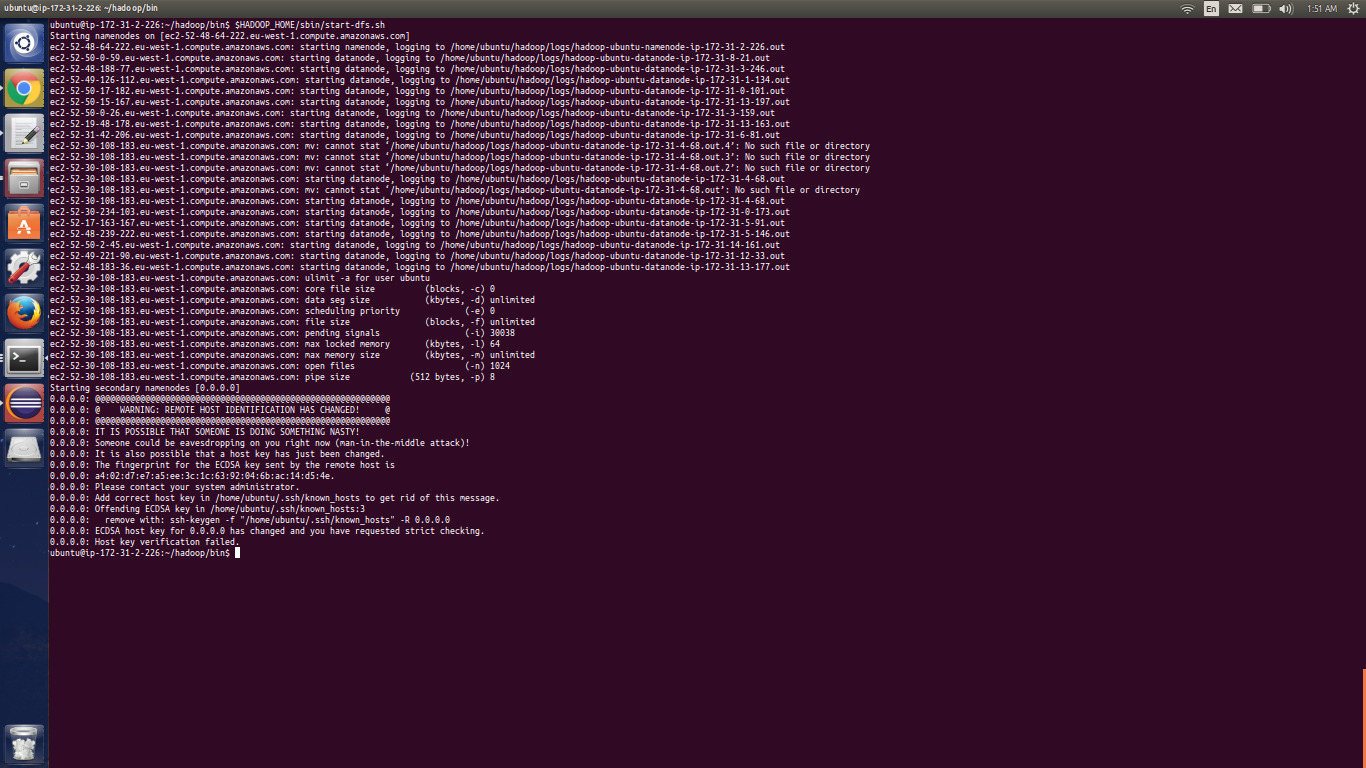 ubuntu@ip-172-31-2-226: ~/hadoop/bin
En
1:51 AM
ubuntu@ip-172-31-2-226:~/hadoop/bin$ $HADOOP_HOME/sbin/start-dfs.sh
Starting namenodes on [ec2-52-48-64-222.eu-west-1.compute.amazonaws.com]
ec2-52-48-64-222.eu-west-1.compute.amazonaws.com: starting namenode, logging to /home/ubuntu/hadoop/logs/hadoop-ubuntu-namenode-ip-172-31-2-226.out
ec2-52-50-0-59.eu-west-1.compute.amazonaws.com: starting datanode, logging to /home/ubuntu/hadoop/logs/hadoop-ubuntu-datanode-ip-172-31-8-21.out
ec2-52-48-188-77.eu-west-1.compute.amazonaws.com: starting datanode, logging to /home/ubuntu/hadoop/logs/hadoop-ubuntu-datanode-ip-172-31-3-246.out
ec2-52-49-126-112.eu-west-1.compute.amazonaws.com: starting datanode, logging to /home/ubuntu/hadoop/logs/hadoop-ubuntu-datanode-ip-172-31-1-134.out
ec2-52-50-17-182.eu-west-1.compute.amazonaws.com: starting datanode, logging to /home/ubuntu/hadoop/logs/hadoop-ubuntu-datanode-ip-172-31-0-101.out
ec2-52-50-15-167.eu-west-1.compute.amazonaws.com: starting datanode, logging to /home/ubuntu/hadoop/logs/hadoop-ubuntu-datanode-ip-172-31-13-197.out
ec2-52-50-0-26.eu-west-1.compute.amazonaws.com: starting datanode, logging to /home/ubuntu/hadoop/logs/hadoop-ubuntu-datanode-ip-172-31-3-159.out
ec2-52-19-48-178.eu-west-1.compute.amazonaws.com: starting datanode, logging to /home/ubuntu/hadoop/logs/hadoop-ubuntu-datanode-ip-172-31-13-163.out
ec2-52-31-42-206.eu-west-1.compute.amazonaws.com: starting datanode, logging to /home/ubuntu/hadoop/logs/hadoop-ubuntu-datanode-ip-172-31-6-81.out
ec2-52-30-108-183.eu-west-1.compute.amazonaws.com: mv: cannot stat ‘/home/ubuntu/hadoop/logs/hadoop-ubuntu-datanode-ip-172-31-4-68.out.4’: No such file or directory
ec2-52-30-108-183.eu-west-1.compute.amazonaws.com: mv: cannot stat ‘/home/ubuntu/hadoop/logs/hadoop-ubuntu-datanode-ip-172-31-4-68.out.3’: No such file or directory
ec2-52-30-108-183.eu-west-1.compute.amazonaws.com: mv: cannot stat ‘/home/ubuntu/hadoop/logs/hadoop-ubuntu-datanode-ip-172-31-4-68.out.2’: No such file or directory
ec2-52-30-108-183.eu-west-1.compute.amazonaws.com: starting datanode, logging to /home/ubuntu/hadoop/logs/hadoop-ubuntu-datanode-ip-172-31-4-68.out
ec2-52-30-108-183.eu-west-1.compute.amazonaws.com: mv: cannot stat ‘/home/ubuntu/hadoop/logs/hadoop-ubuntu-datanode-ip-172-31-4-68.out’: No such file or directory
ec2-52-30-108-183.eu-west-1.compute.amazonaws.com: starting datanode, logging to /home/ubuntu/hadoop/logs/hadoop-ubuntu-datanode-ip-172-31-4-68.out
ec2-52-30-234-103.eu-west-1.compute.amazonaws.com: starting datanode, logging to /home/ubuntu/hadoop/logs/hadoop-ubuntu-datanode-ip-172-31-0-173.out
ec2-52-17-163-167.eu-west-1.compute.amazonaws.com: starting datanode, logging to /home/ubuntu/hadoop/logs/hadoop-ubuntu-datanode-ip-172-31-5-91.out
ec2-52-48-239-222.eu-west-1.compute.amazonaws.com: starting datanode, logging to /home/ubuntu/hadoop/logs/hadoop-ubuntu-datanode-ip-172-31-5-146.out
ec2-52-50-2-45.eu-west-1.compute.amazonaws.com: starting datanode, logging to /home/ubuntu/hadoop/logs/hadoop-ubuntu-datanode-ip-172-31-14-161.out
ec2-52-49-221-90.eu-west-1.compute.amazonaws.com: starting datanode, logging to /home/ubuntu/hadoop/logs/hadoop-ubuntu-datanode-ip-172-31-12-33.out
ec2-52-48-183-36.eu-west-1.compute.amazonaws.com: starting datanode, logging to /home/ubuntu/hadoop/logs/hadoop-ubuntu-datanode-ip-172-31-13-177.out
ec2-52-30-108-183.eu-west-1.compute.amazonaws.com: ulimit -a for user ubuntu
ec2-52-30-108-183.eu-west-1.compute.amazonaws.com: core file size          (blocks, -c) 0
ec2-52-30-108-183.eu-west-1.compute.amazonaws.com: data seg size           (kbytes, -d) unlimited
ec2-52-30-108-183.eu-west-1.compute.amazonaws.com: scheduling priority             (-e) 0
ec2-52-30-108-183.eu-west-1.compute.amazonaws.com: file size               (blocks, -f) unlimited
ec2-52-30-108-183.eu-west-1.compute.amazonaws.com: pending signals                 (-i) 30038
ec2-52-30-108-183.eu-west-1.compute.amazonaws.com: max locked memory       (kbytes, -l) 64
ec2-52-30-108-183.eu-west-1.compute.amazonaws.com: max memory size         (kbytes, -m) unlimited
ec2-52-30-108-183.eu-west-1.compute.amazonaws.com: open files                      (-n) 1024
ec2-52-30-108-183.eu-west-1.compute.amazonaws.com: pipe size            (512 bytes, -p) 8
Starting secondary namenodes [0.0.0.0]
0.0.0.0: @@@@@@@@@@@@@@@@@@@@@@@@@@@@@@@@@@@@@@@@@@@@@@@@@@@@@@@@@@@
0.0.0.0: @    WARNING: REMOTE HOST IDENTIFICATION HAS CHANGED!     @
0.0.0.0: @@@@@@@@@@@@@@@@@@@@@@@@@@@@@@@@@@@@@@@@@@@@@@@@@@@@@@@@@@@
0.0.0.0: IT IS POSSIBLE THAT SOMEONE IS DOING SOMETHING NASTY!
0.0.0.0: Someone could be eavesdropping on you right now (man-in-the-middle attack)!
0.0.0.0: It is also possible that a host key has just been changed.
0.0.0.0: The fingerprint for the ECDSA key sent by the remote host is
0.0.0.0: a4:02:d7:e7:a5:ee:3c:1c:63:92:04:6b:ac:14:d5:4e.
0.0.0.0: Please contact your system administrator.
0.0.0.0: Add correct host key in /home/ubuntu/.ssh/known_hosts to get rid of this message.
0.0.0.0: Offending ECDSA key in /home/ubuntu/.ssh/known_hosts:3
0.0.0.0:   remove with: ssh-keygen -f "/home/ubuntu/.ssh/known_hosts" -R 0.0.0.0
0.0.0.0: ECDSA host key for 0.0.0.0 has changed and you have requested strict checking.
0.0.0.0: Host key verification failed.
ubuntu@ip-172-31-2-226:~/hadoop/bin$